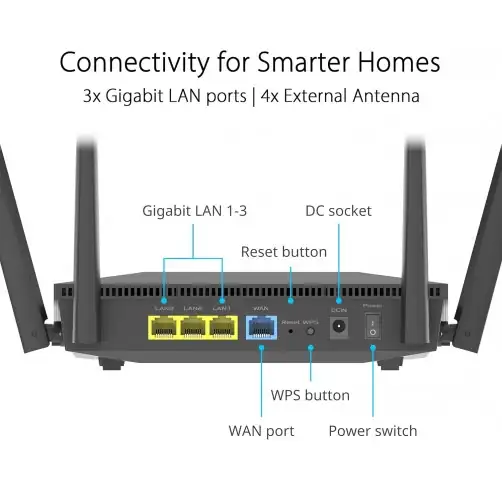 Connectivity for Smarter Homes
3x Gigabit LAN ports | 4x External Antenna
Gigabit LAN 1-3
DC socket
Reset button
LAN3 LAN2 LAN1 WAN Reset WPS DCIN Power
WPS button
WAN port
Power switch